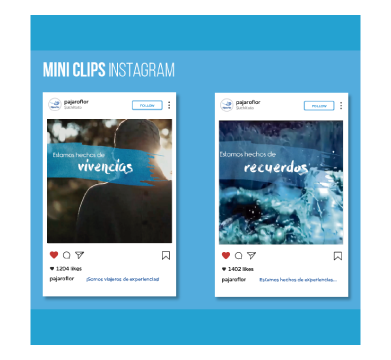 MINI CLIPS INSTAGRAM
pajaroflor
FOLLOW
Estamos hechos de
vivencias
1204 likes
pajaroflor ¡Somos viajeros de experiencias!
pajaroflor
FOLLOW
Estamos hechos de
recuerdos
1402 likes
pajaroflor Estamos hechos de experiencias...